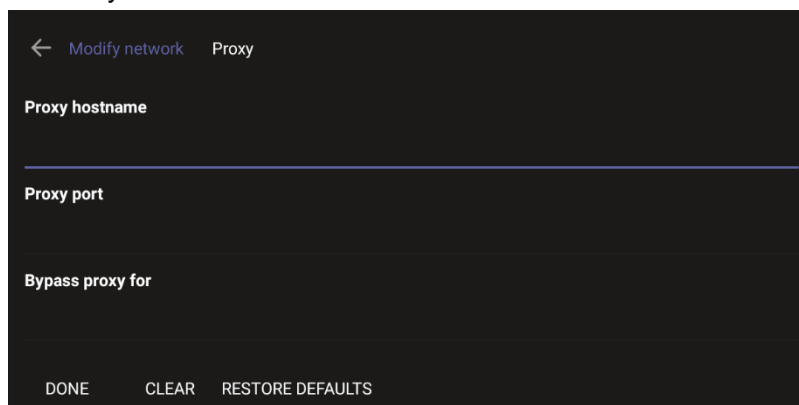 Modify network Proxy
Proxy hostname
Proxy port
Bypass proxy for
DONE CLEAR RESTORE DEFAULTS